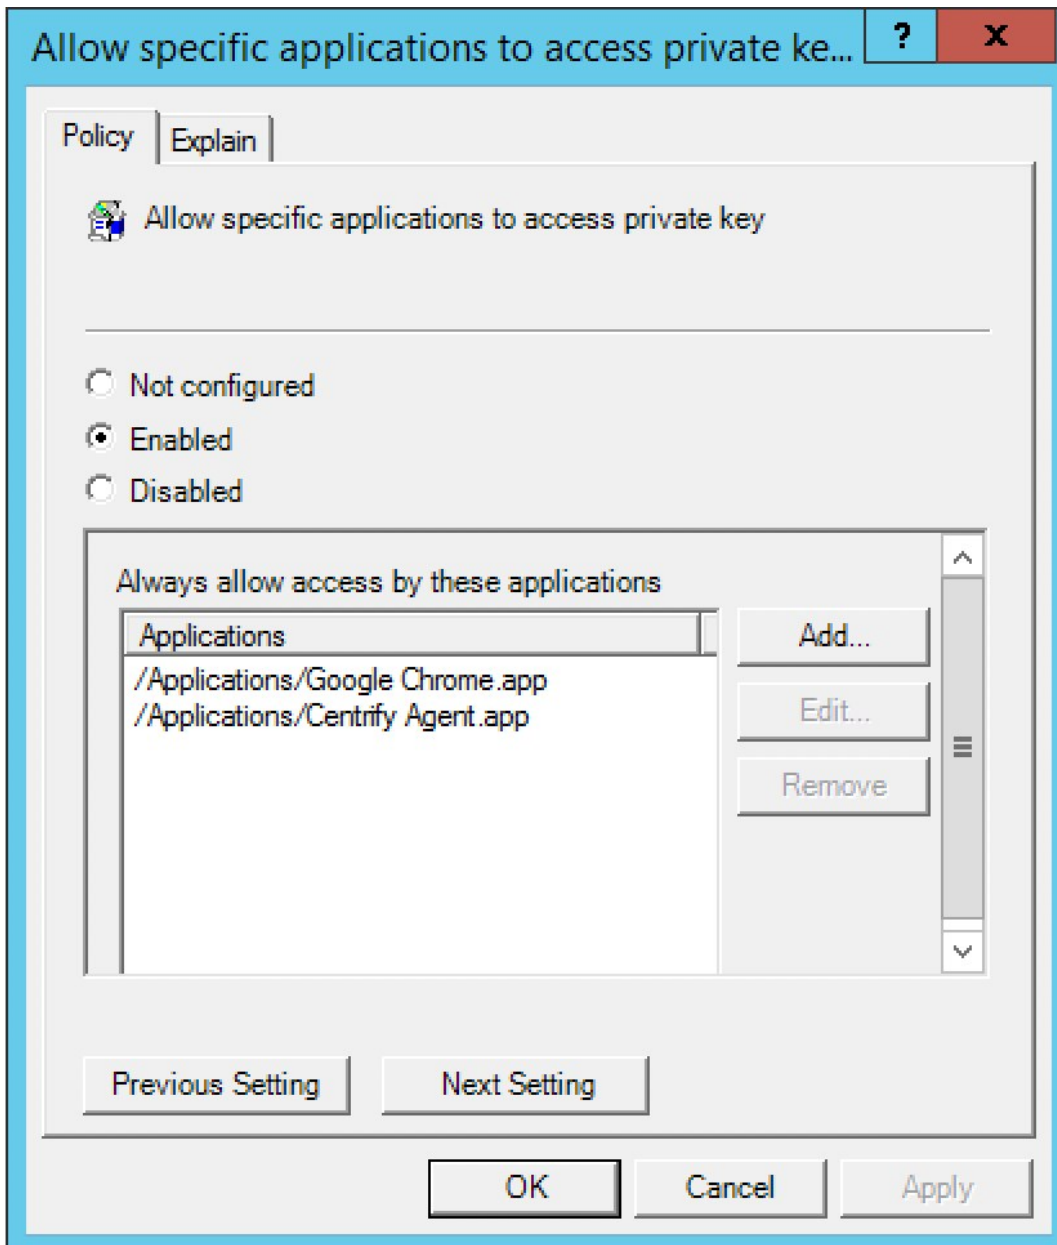 Allow specific applications to access private ke...
?
x
Policy
Explain
Allow specific applications to access private key
Not configured
Enabled
Disabled
Always allow access by these applications
Applications
Add...
/Applications/Google Chrome.app
/Applications/Centrify Agent.app
Edit...
Remove
Previous Setting
Next Setting
OK
Cancel
Apply